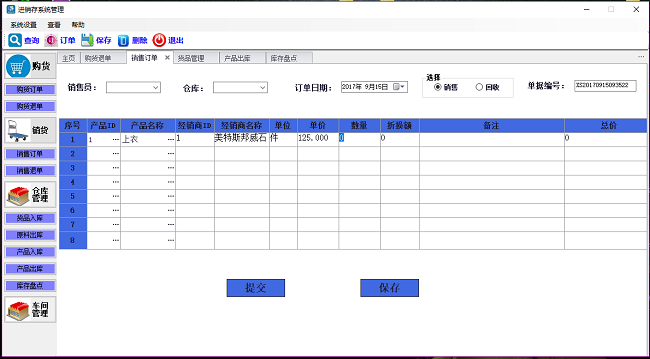 进销存系统管理
系统设置 查看 帮助
查询 订单 保存 删除 退出
购货
购货订单
购货退单
销货
销售订单
销售退单
仓库管理
货品入库
原料出库
产品入库
产品出库
库存盘点
车间管理
主页 购货退单 销售订单 货品管理 产品出库 库存盘点
销售员： 仓库： 订单日期： 2017年 9月15日 选择 销售 回收 单据编号： XS20170915093522
序号 产品ID 产品名称 经销商ID 经销商名称 单位 单价 数量 折换额 备注 总价
1 1 ... 上衣 ... 1 美特斯邦威石 件 125.000 0 0 0
2 ... ...
3 ... ...
4 ... ...
5 ... ...
6 ... ...
7 ... ...
8 ... ...
提交 保存